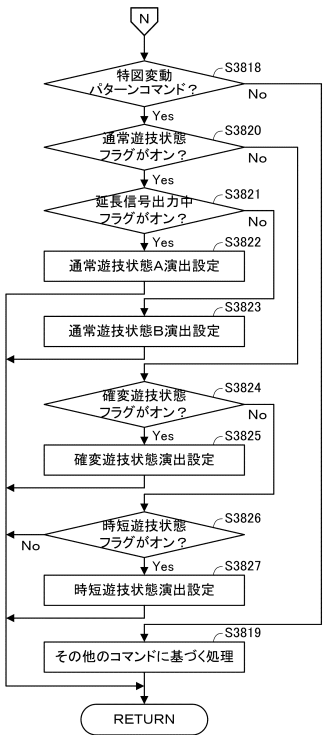 N
特図変動
パターンコマンド？
S3818
No
Yes
通常遊技状態
フラグがオン？
S3820
No
Yes
延長信号出力中
フラグがオン？
S3821
No
Yes
S3822
通常遊技状態A演出設定
S3823
通常遊技状態B演出設定
確変遊技状態
フラグがオン？
S3824
No
Yes
S3825
確変遊技状態演出設定
時短遊技状態
フラグがオン？
S3826
No
Yes
S3827
時短遊技状態演出設定
S3819
その他のコマンドに基づく処理
RETURN